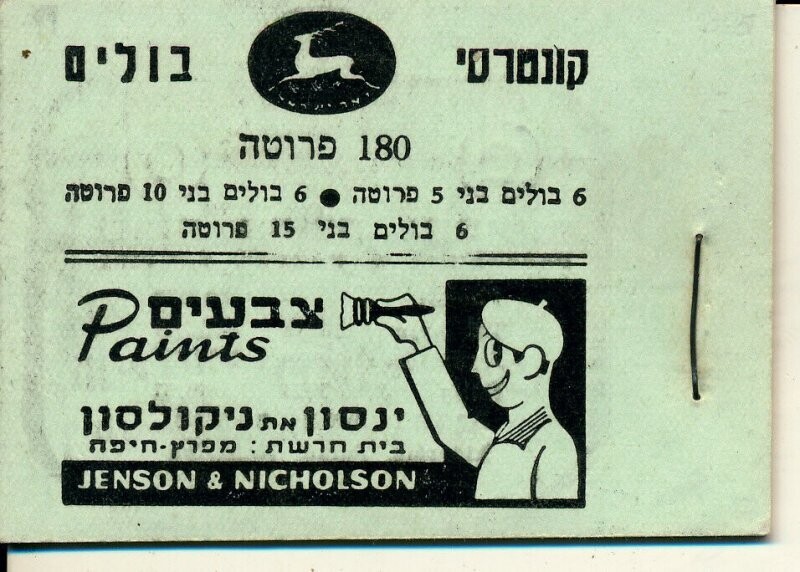 קונטרסי בולים
180 פרוטה
6 בולים בני 5 פרוטה ● 6 בולים בני 10 פרוטה
6 בולים בני 15 פרוטה
צבעים
Paints
ינסון את ניקולסון
בית חרשת: מפרץ-חיפה
JENSON & NICHOLSON